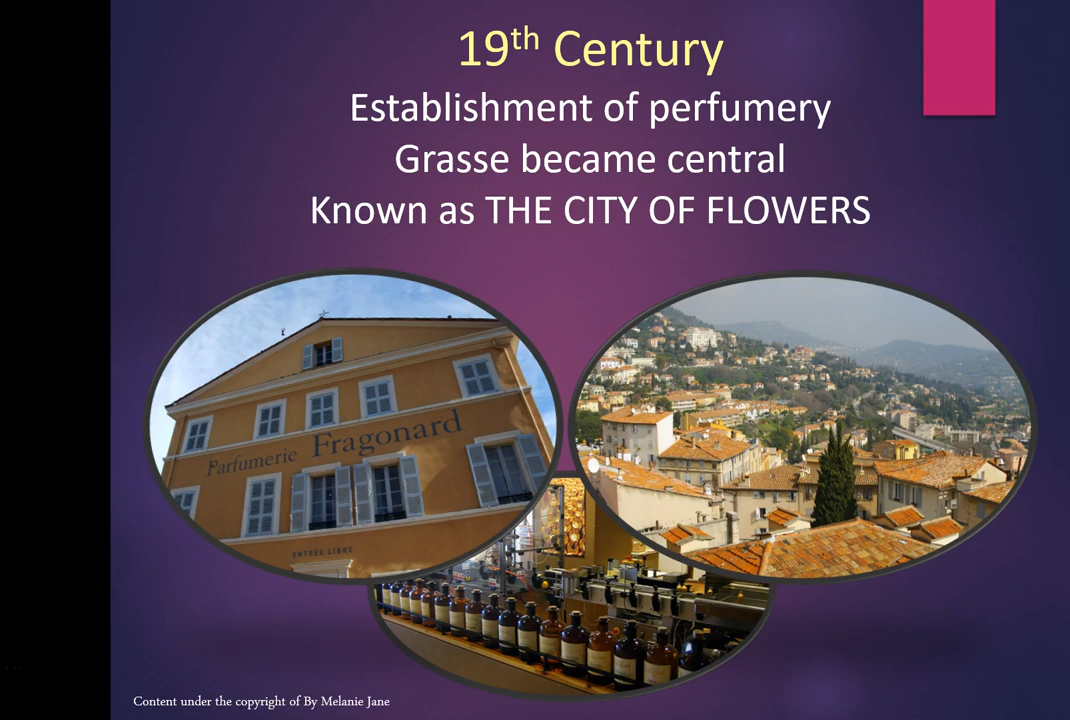 19th Century
Establishment of perfumery
Grasse became central
Known as THE CITY OF FLOWERS
Parfumerie Fragonard
ENTRÉE LIBRE
Content under the copyright of By Melanie Jane